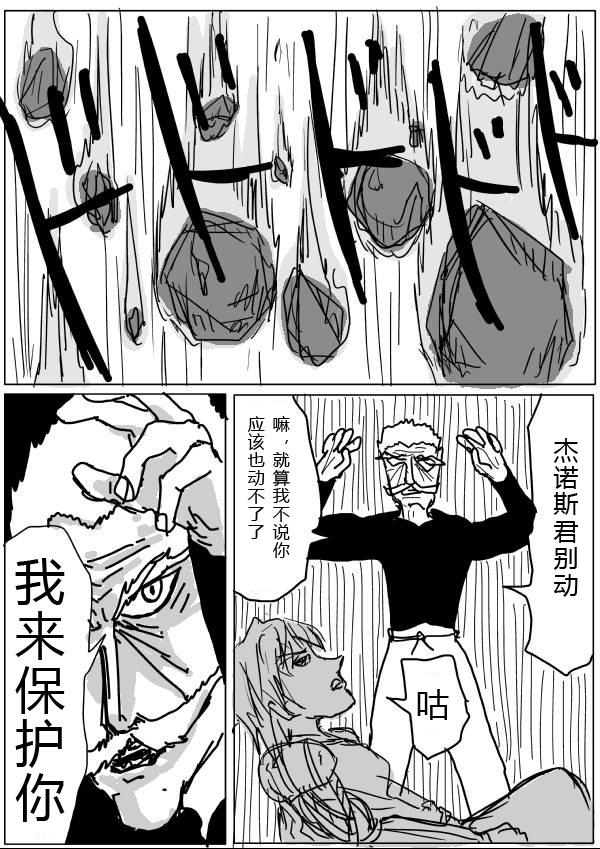 ドドドド
杰诺斯君别动
嘛，就算我不说你
应该也动不了了
咕
我来保护你